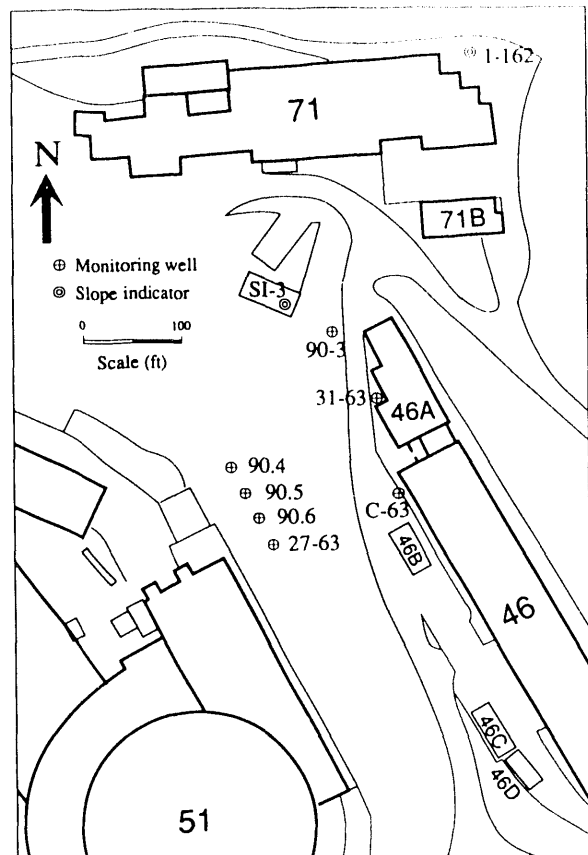 1-162
71
N
71B
Monitoring well
SI-3
Slope indicator
0 100
Scale (ft)
90-3
31-63
46A
90.4
90.5
C-63
90.6
46B
27-63
46
46C
46D
51